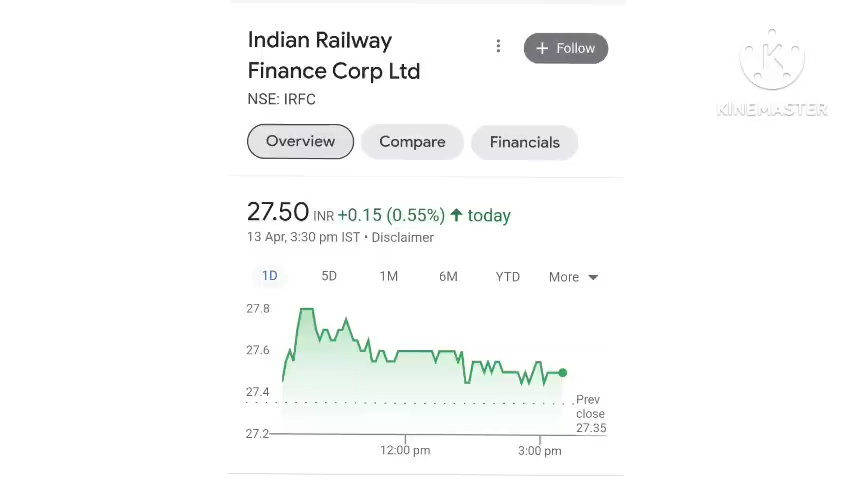 Indian Railway
Finance Corp Ltd
+ Follow
NSE: IRFC
KINEMASTER
Overview
Compare
Financials
27.50 INR +0.15 (0.55%) ↑ today
13 Apr, 3:30 pm IST • Disclaimer
1D 5D 1M 6M YTD More
27.8
27.6
27.4
27.2
Prev
close
27.35
12:00 pm 3:00 pm